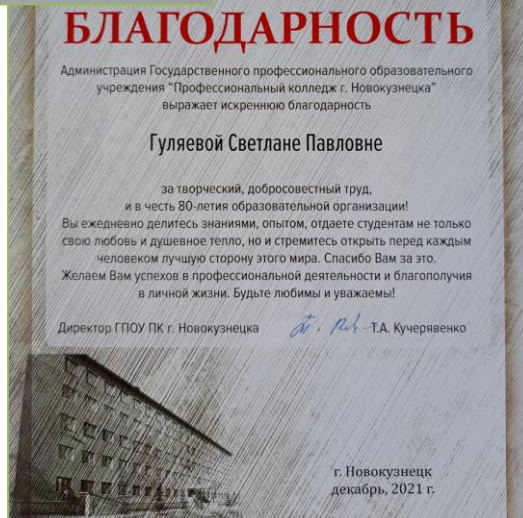 БЛАГОДАРНОСТЬ
Администрация Государственного профессионального образовательного
учреждения "Профессиональный колледж г. Новокузнецка"
выражает искреннюю благодарность
Гуляевой Светлане Павловне
за творческий, добросовестный труд,
и в честь 80-летия образовательной организации!
Вы ежедневно делитесь знаниями, опытом, отдаете студентам не только
свою любовь и душевное тепло, но и стремитесь открыть перед каждым
человеком лучшую сторону этого мира. Спасибо Вам за это.
Желаем Вам успехов в профессиональной деятельности и благополучия
в личной жизни. Будьте любимы и уважаемы!
Директор ГПОУ ПК г. Новокузнецка Т.А. Кучерявенко
г. Новокузнецк
декабрь, 2021 г.